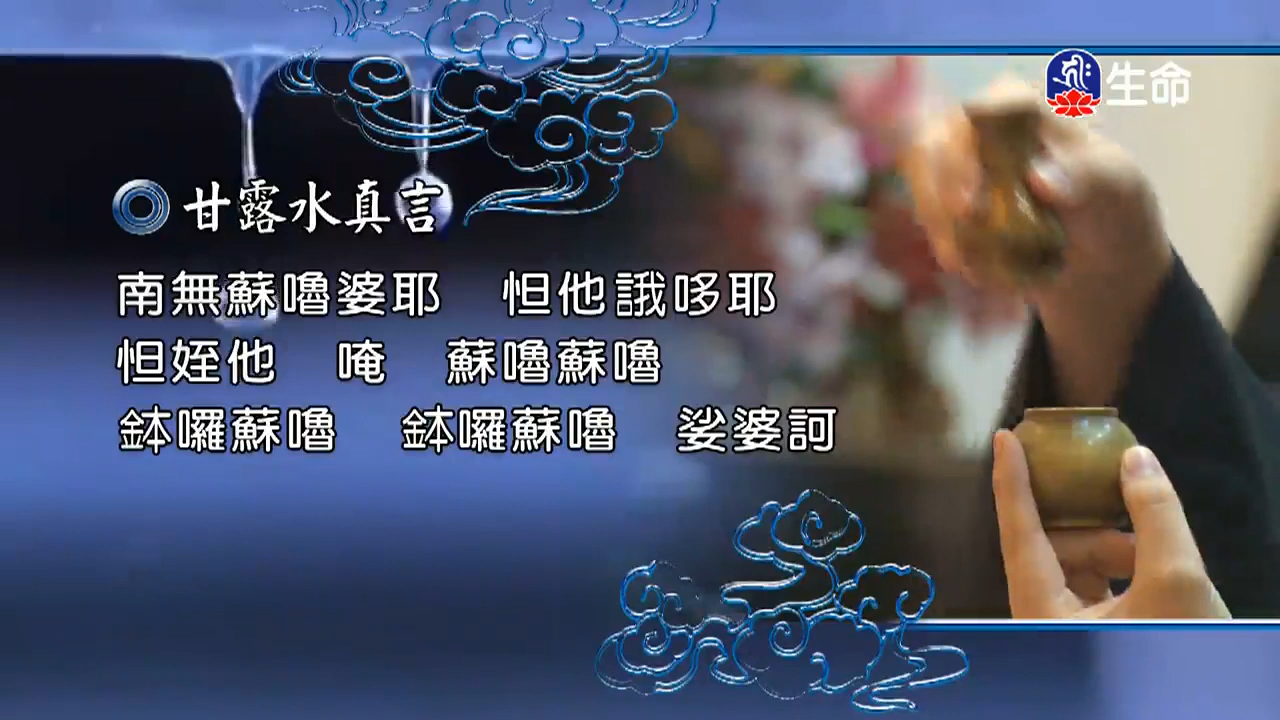 生命
甘露水真言
南無蘇嚕婆耶 怛他誐哆耶
怛姪他 唵 蘇嚕蘇嚕
鉢囉蘇嚕 鉢囉蘇嚕 娑婆訶